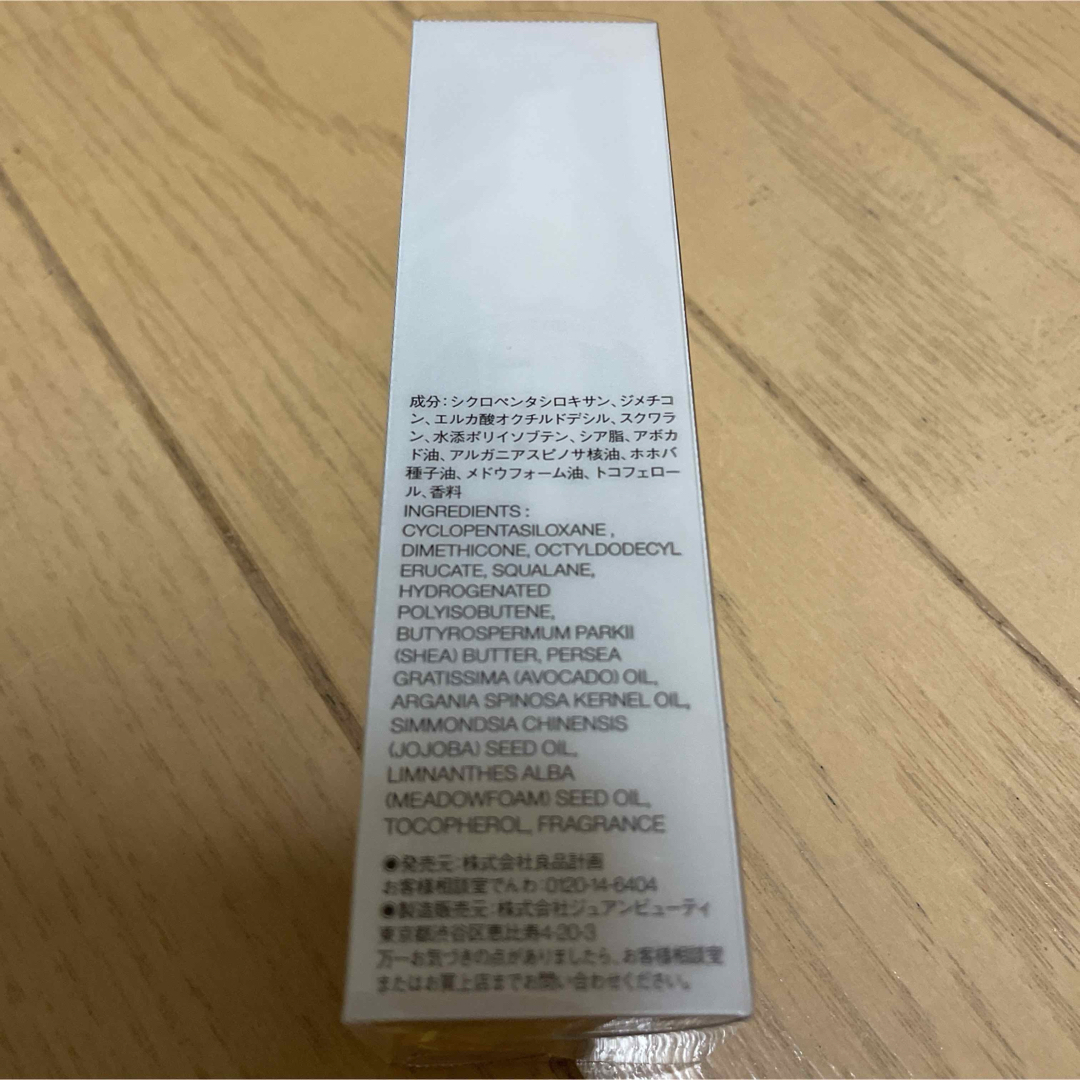 成分：シクロペンタシロキサン、ジメチコ
ン、エルカ酸オクチルドデシル、スクワラ
ン、水添ポリイソブテン、シア脂、アボカ
ド油、アルガニアスピノサ核油、ホホバ
種子油、メドウフォーム油、トコフェロー
ル、香料
INGREDIENTS :
CYCLOPENTASILOXANE ,
DIMETHICONE, OCTYLDODECYL
ERUCATE, SQUALANE,
HYDROGENATED
POLYISOBUTENE,
BUTYROSPERMUM PARKII
(SHEA) BUTTER, PERSEA
GRATISSIMA (AVOCADO) OIL,
ARGANIA SPINOSA KERNEL OIL,
SIMMONDSIA CHINENSIS
(JOJOBA) SEED OIL,
LIMNANTHES ALBA
(MEADOWFOAM) SEED OIL,
TOCOPHEROL, FRAGRANCE
●発売元：株式会社良品計画
お客様相談室でんわ：0120-14-6404
●製造販売元：株式会社ジュアンビューティ
東京都渋谷区恵比寿4-20-3
万一お気づきの点がありましたら、お客様相談室
またはお買上店までお問い合わせください。